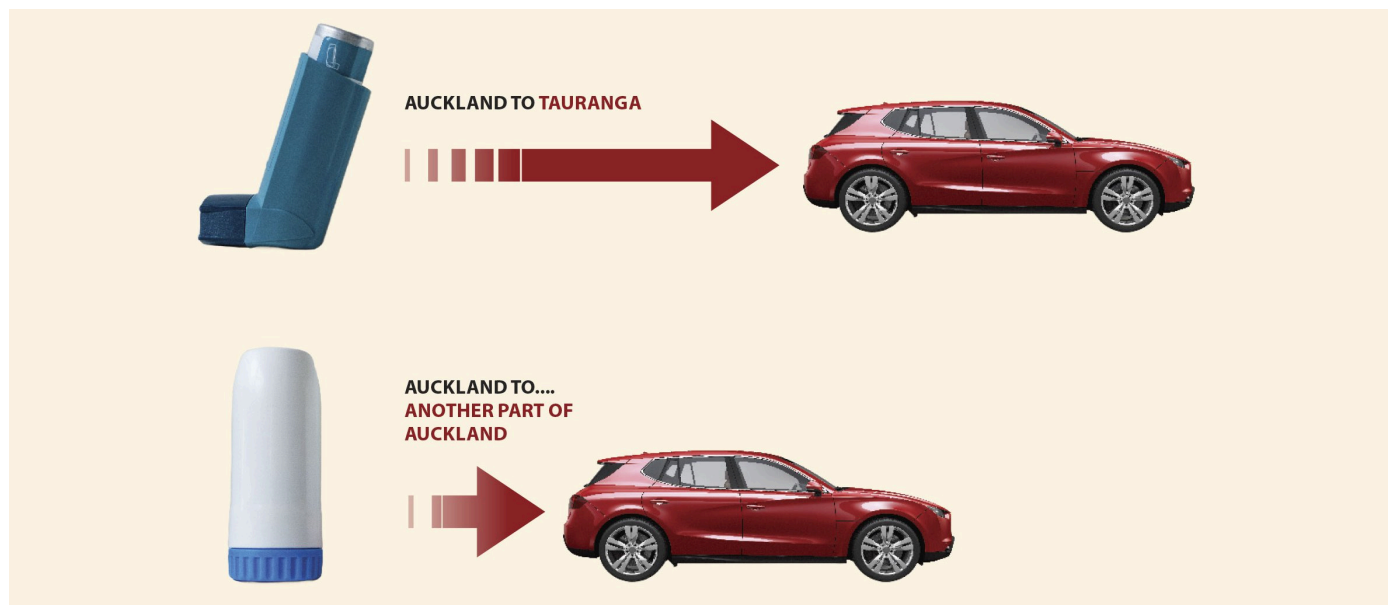 AUCKLAND TO TAURANGA
AUCKLAND TO....
ANOTHER PART OF
AUCKLAND